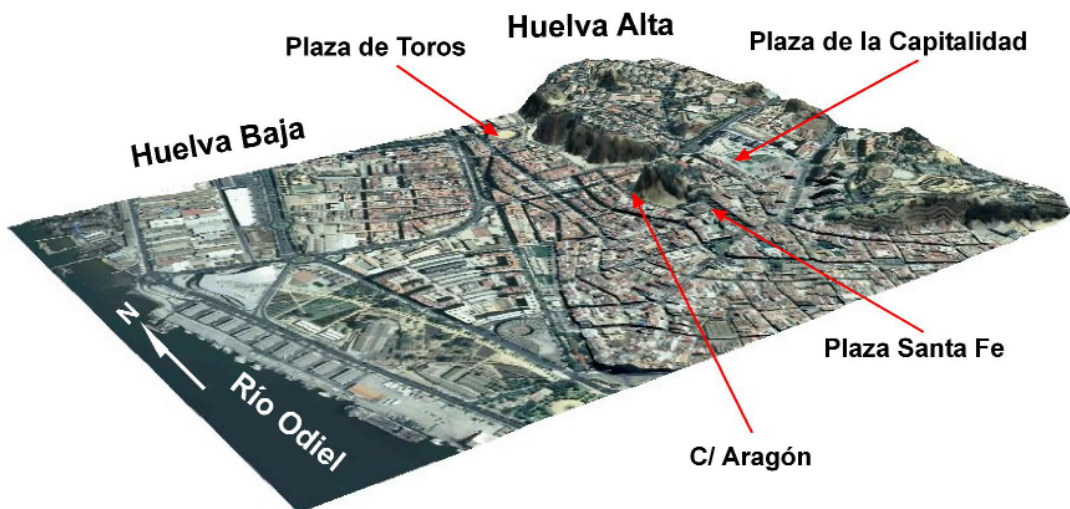 Huelva Alta
Plaza de Toros
Plaza de la Capitalidad
Huelva Baja
Plaza Santa Fe
N
Río Odiel
C/ Aragón